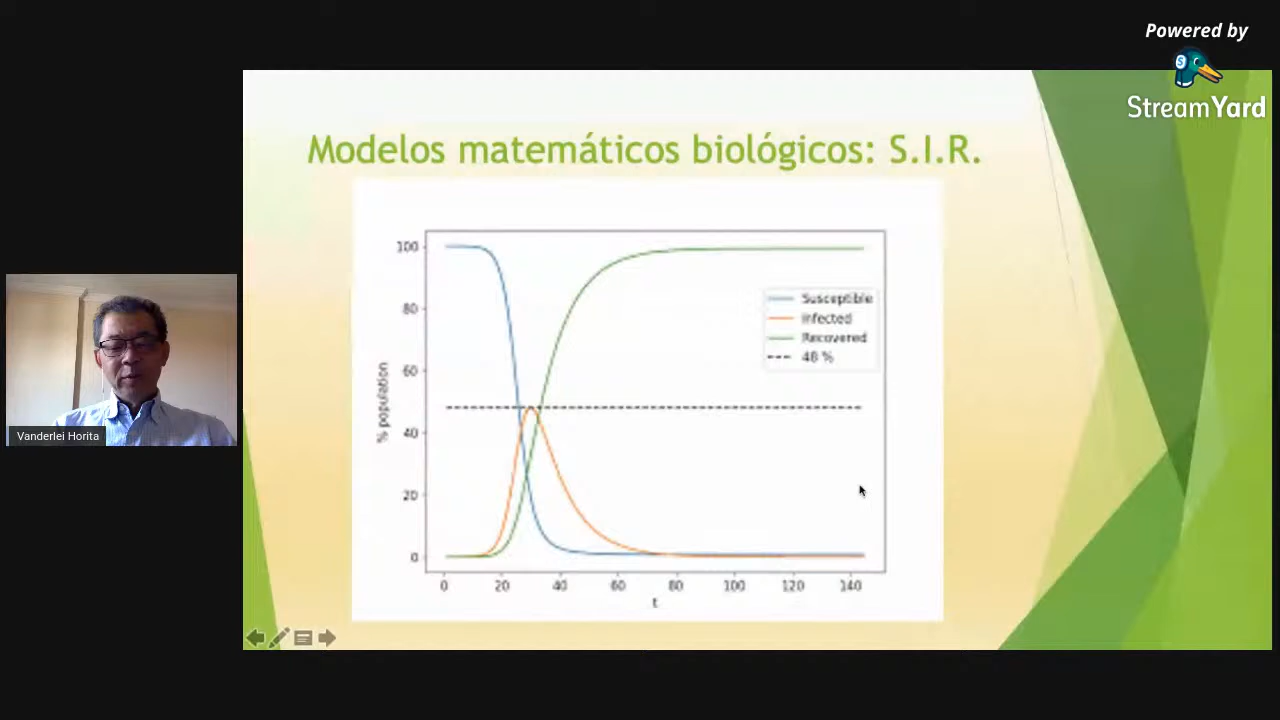 Powered by
StreamYard
Modelos matemáticos biológicos: S.I.R.
100
80
60
40
20
0
% population
Susceptible
Infected
Recovered
48 %
0 20 40 60 80 100 120 140
t
Vanderlei Horita